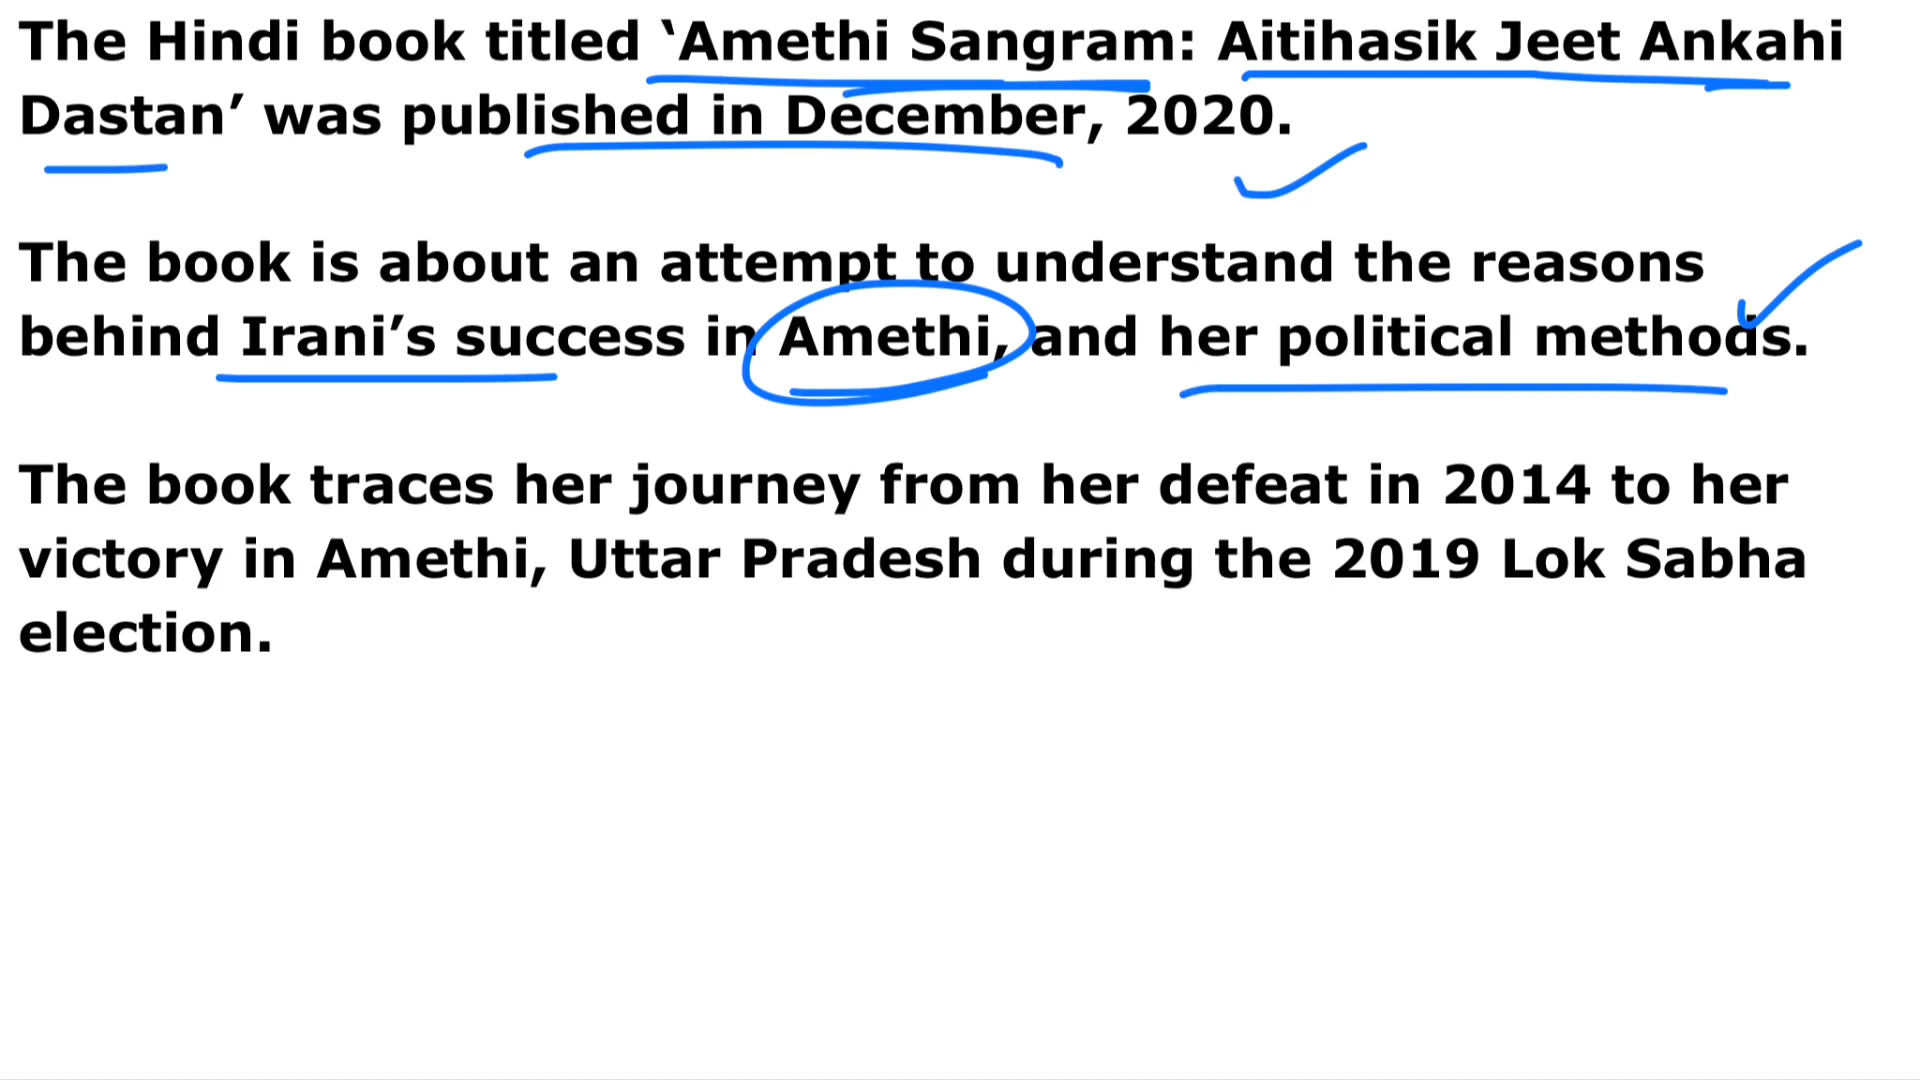 The Hindi book titled ‘Amethi Sangram: Aitihasik Jeet Ankahi
Dastan’ was published in December, 2020.
The book is about an attempt to understand the reasons
behind Irani’s success in Amethi, and her political methods.
The book traces her journey from her defeat in 2014 to her
victory in Amethi, Uttar Pradesh during the 2019 Lok Sabha
election.